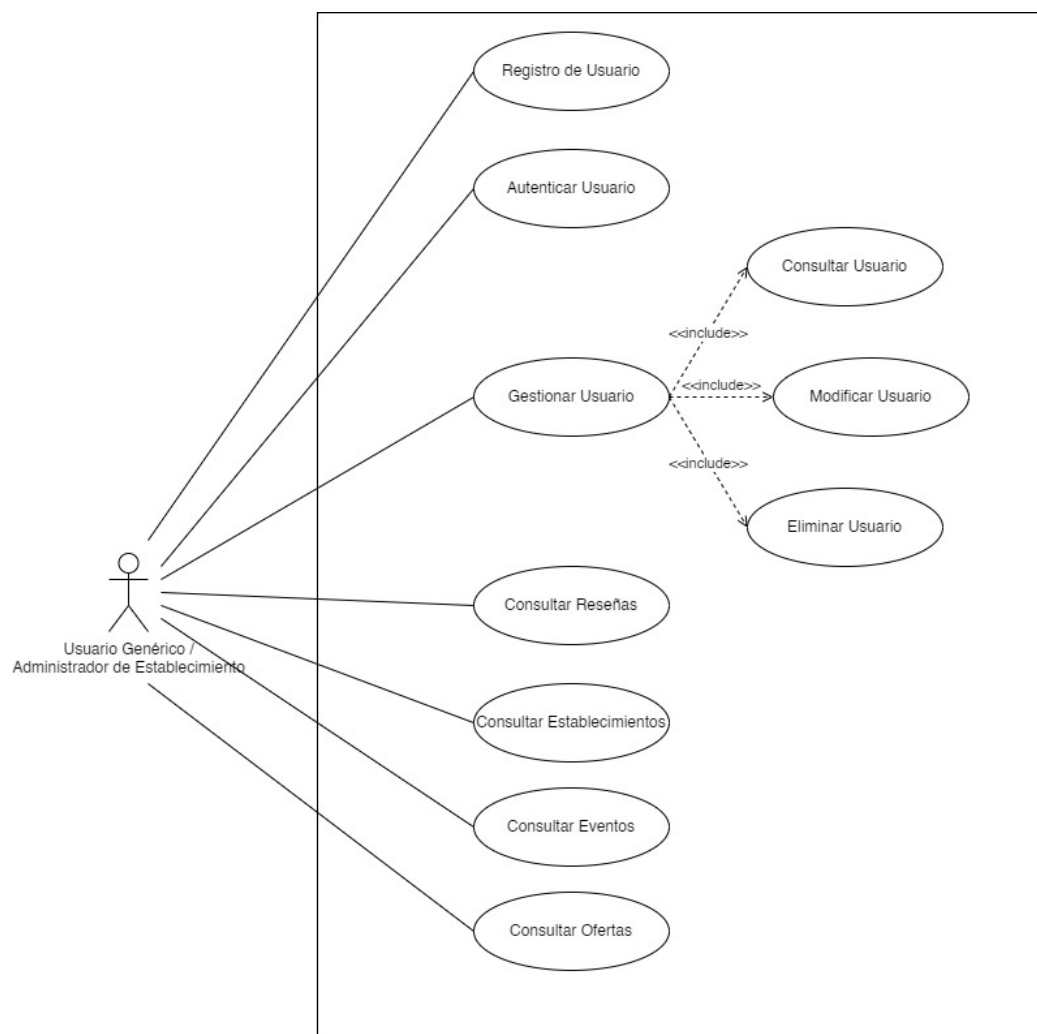 Registro de Usuario
Autenticar Usuario
Consultar Usuario
<<include>>
Gestionar Usuario
<<include>>
Modificar Usuario
<<include>>
Eliminar Usuario
Consultar Reseñas
Usuario Genérico /
Adminístrador de Establecimiento
Consultar Establecimientos
Consultar Eventos
Consultar Ofertas